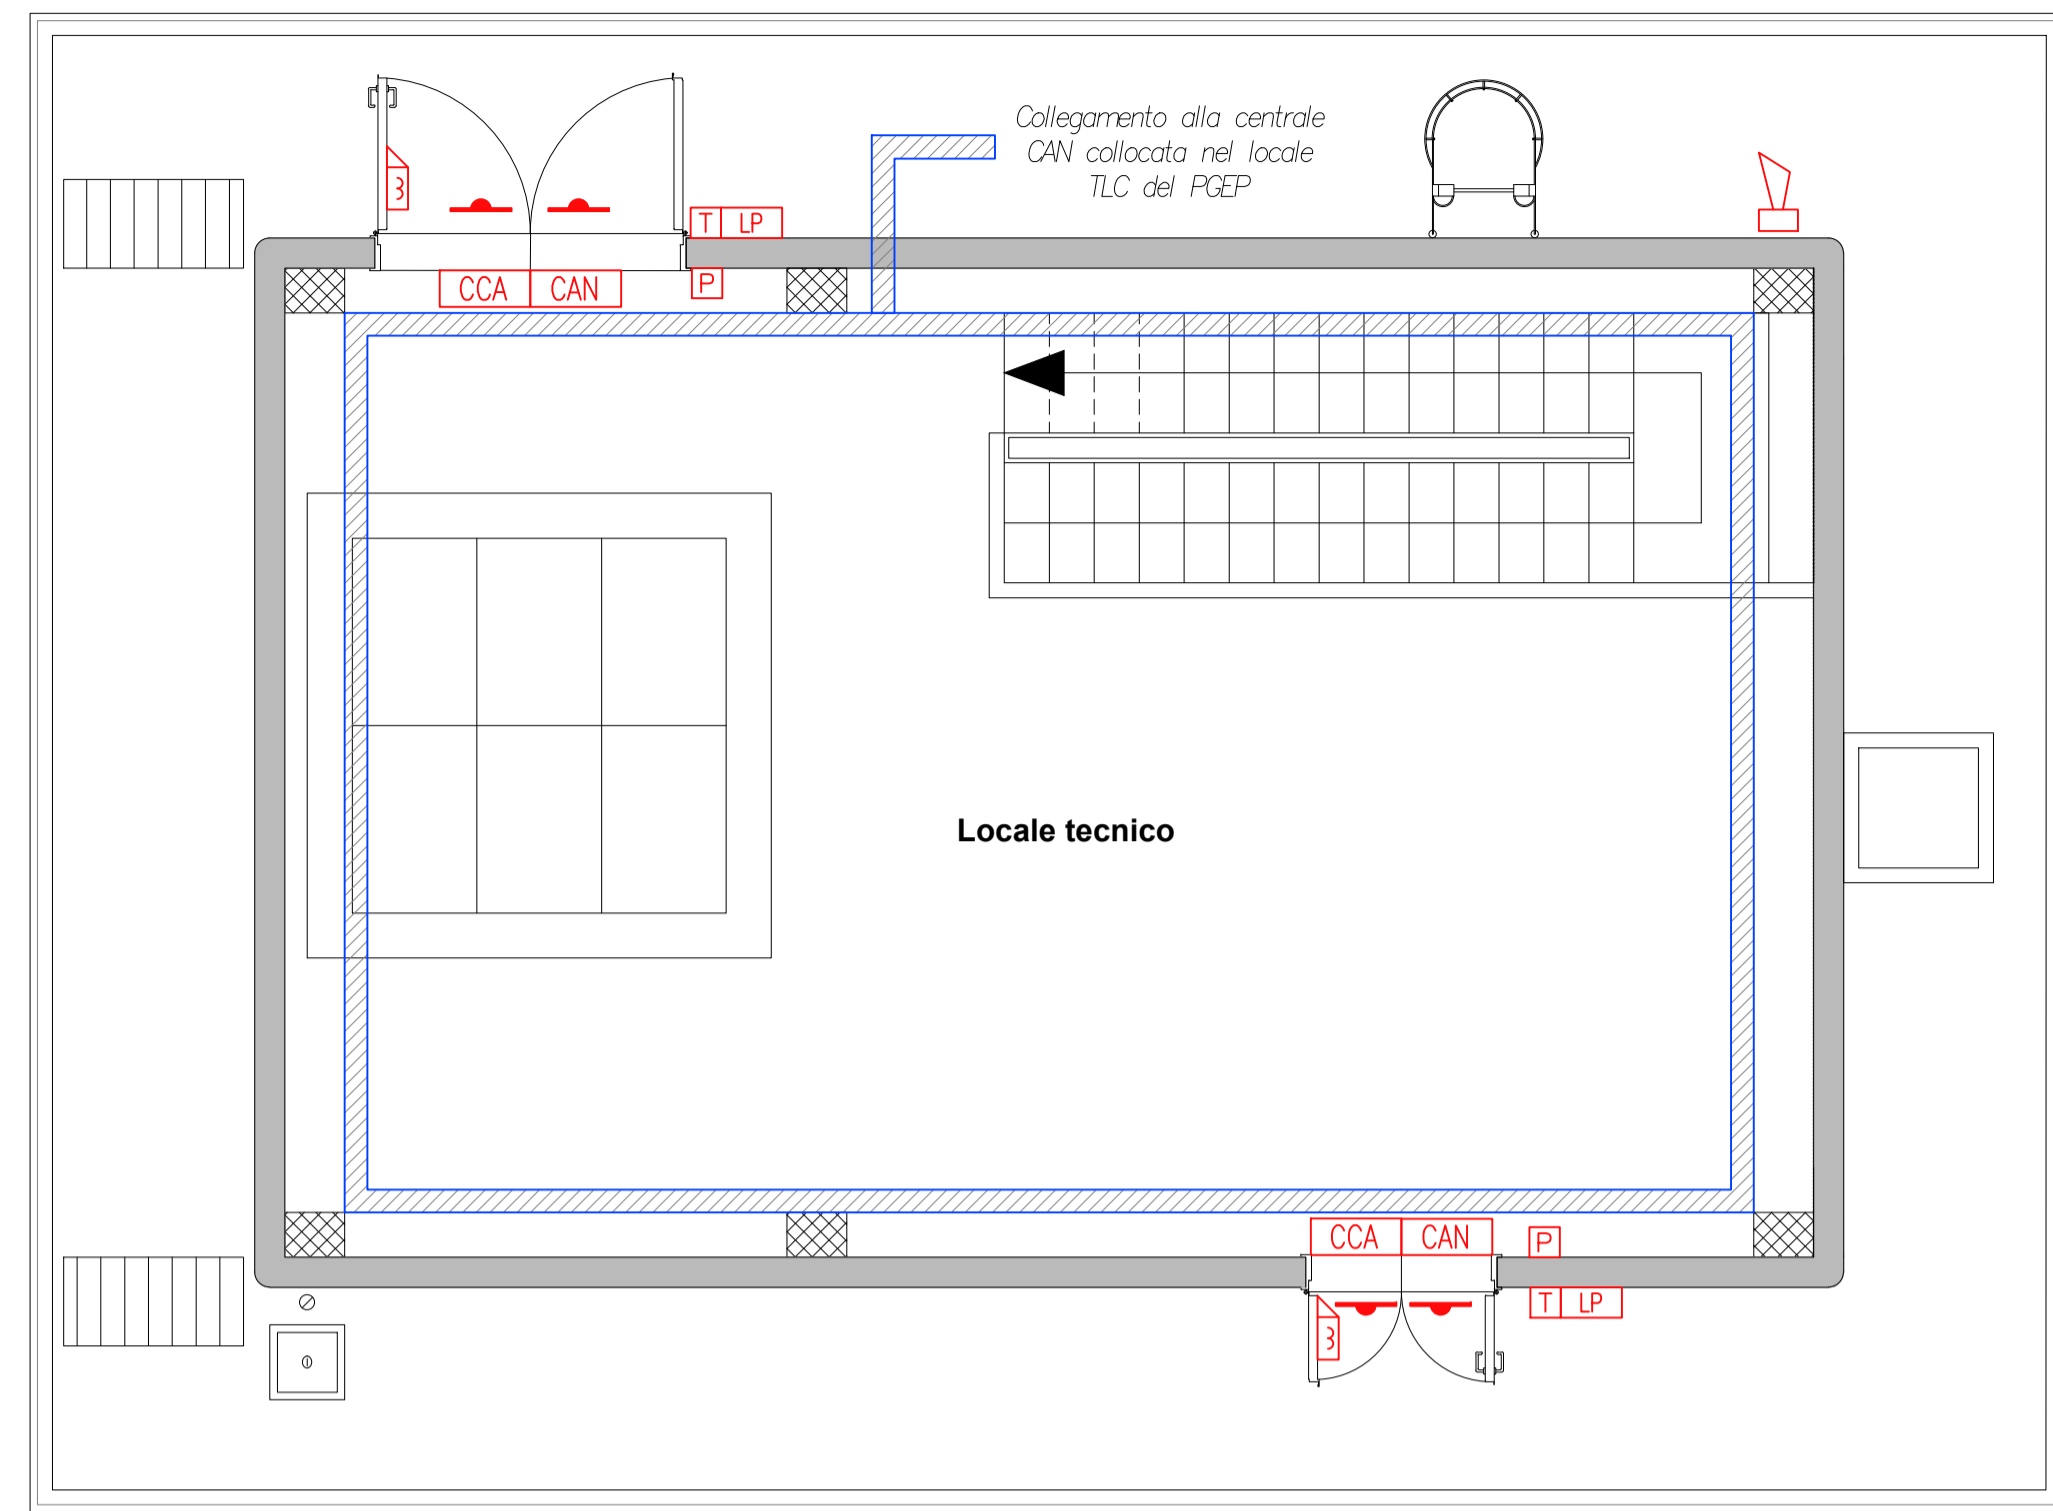 Collegamento alla centrale
CAN collocata nel locale
TLC del PGEP
3
T LP
CCA CAN
P
Locale tecnico
CCA CAN
P
T LP
3